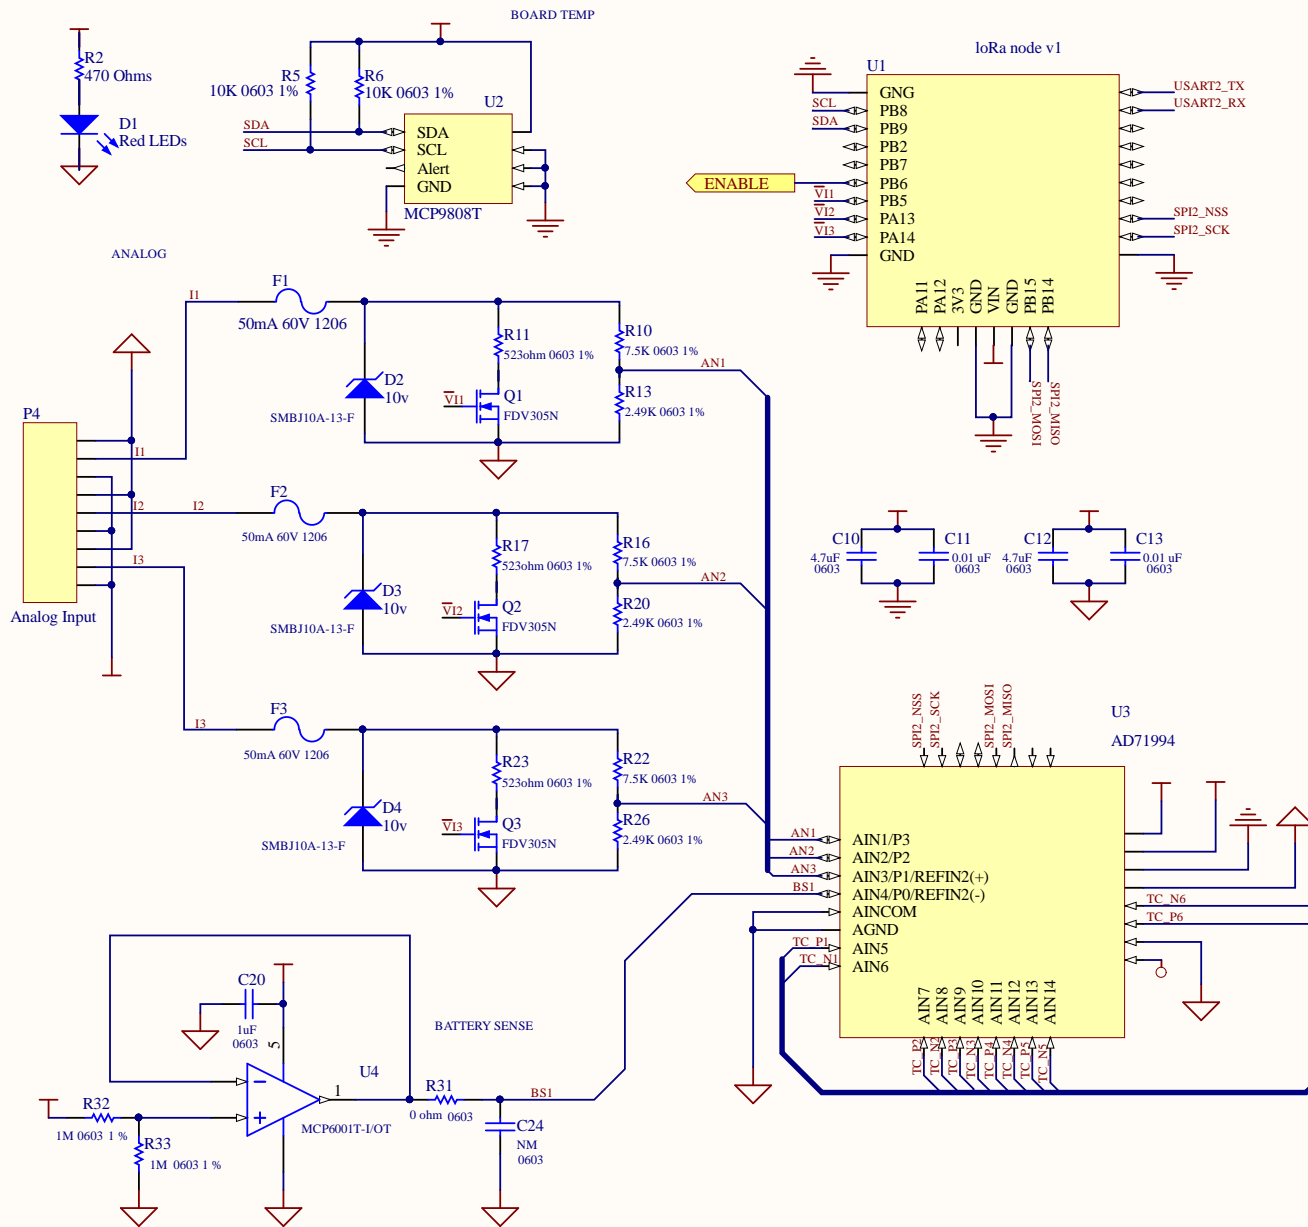 BOARD TEMP
R2
470 Ohms
D1
Red LEDs
R5
10K 0603 1%
R6
10K 0603 1%
U2
SDA
SCL
SDA
SCL
Alert
GND
MCP9808T
loRa node v1
U1
GNG
PB8
PB9
PB2
PB7
PB6
PB5
PA13
PA14
GND
SCL
SDA
ENABLE
VI1
VI2
VI3
USART2_TX
USART2_RX
SPI2_NSS
SPI2_SCK
PA11
PA12
3V3
GND
VIN
GND
PB15
PB14
SPI2_MOSI
SPI2_MISO
ANALOG
P4
Analog Input
I1
I1
I2
I2
I3
I3
F1
50mA 60V 1206
D2
10v
SMBJ10A-13-F
R11
523ohm 0603 1%
VI1
Q1
FDV305N
R10
7.5K 0603 1%
R13
2.49K 0603 1%
AN1
F2
50mA 60V 1206
D3
10v
SMBJ10A-13-F
R17
523ohm 0603 1%
VI2
Q2
FDV305N
R16
7.5K 0603 1%
R20
2.49K 0603 1%
AN2
F3
50mA 60V 1206
D4
10v
SMBJ10A-13-F
R23
523ohm 0603 1%
VI3
Q3
FDV305N
R22
7.5K 0603 1%
R26
2.49K 0603 1%
AN3
C10
4.7uF
0603
C11
0.01 uF
0603
C12
4.7uF
0603
C13
0.01 uF
0603
U3
AD71994
SPI2_NSS
SPI2_SCK
SPI2_MOSI
SPI2_MISO
AN1
AN2
AN3
BS1
AIN1/P3
AIN2/P2
AIN3/P1/REFIN2(+)
AIN4/P0/REFIN2(-)
AINCOM
AGND
AIN5
AIN6
TC_P1
TC_N1
TC_N6
TC_P6
AIN7
AIN8
AIN9
AIN10
AIN11
AIN12
AIN13
AIN14
TC_P2
TC_N2
TC_P3
TC_N3
TC_P4
TC_N4
TC_P5
TC_N5
BATTERY SENSE
C20
1uF
0603
5
U4
1
MCP6001T-I/OT
R32
1M 0603 1 %
R33
1M 0603 1 %
R31
0 ohm 0603
BS1
C24
NM
0603